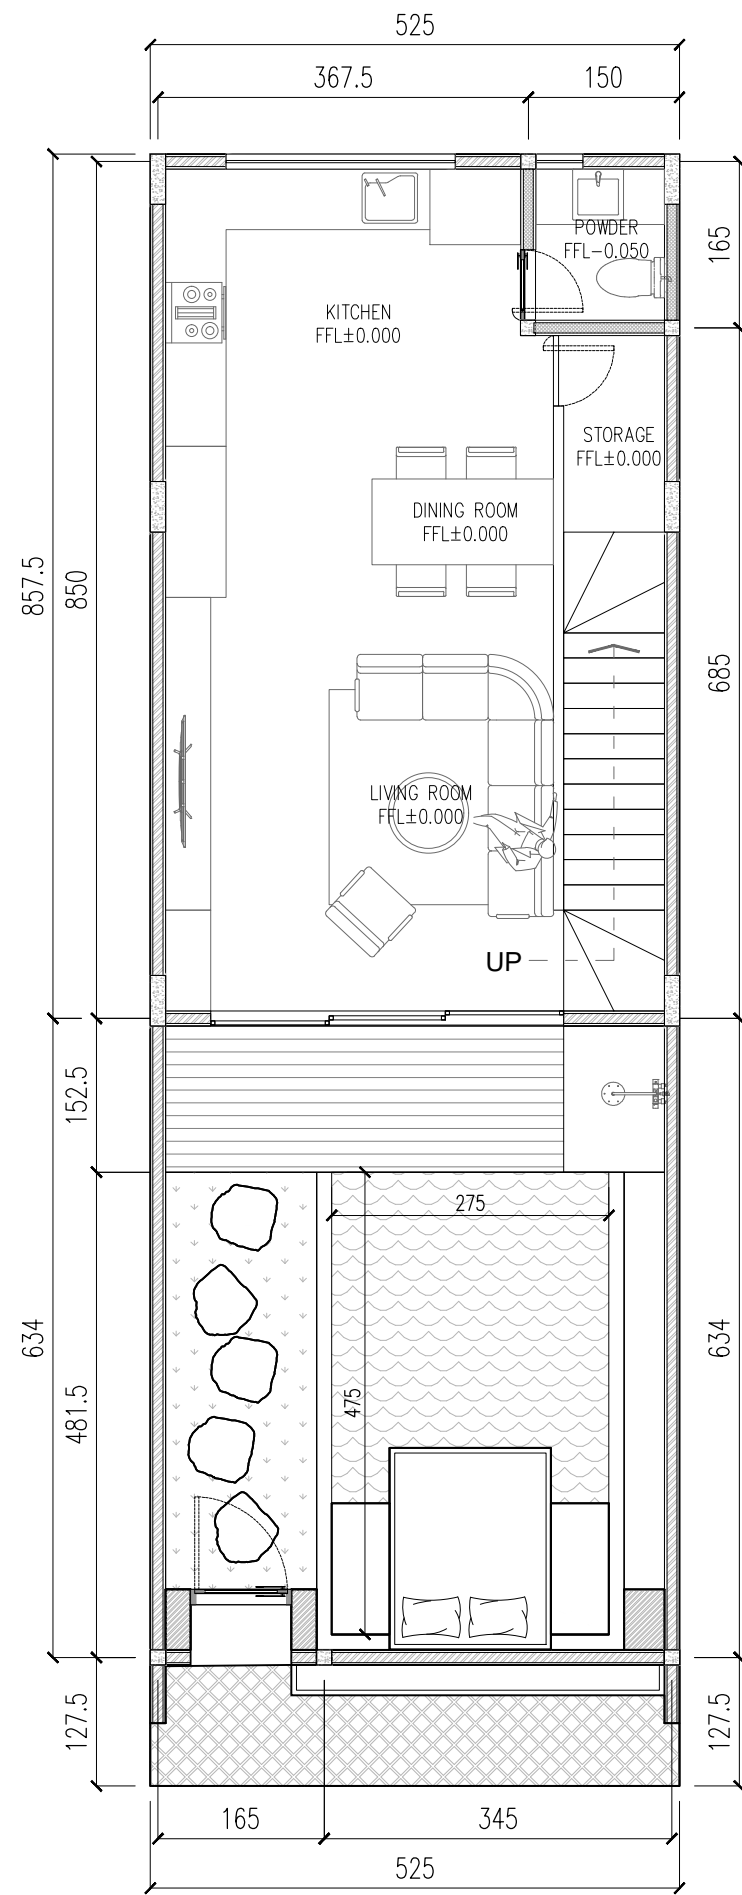 525
367.5
150
POWDER
FFL-0.050
165
KITCHEN
FFL±0.000
STORAGE
FFL±0.000
DINING ROOM
FFL±0.000
857.5
850
685
LIVING ROOM
FFL±0.000
UP
152.5
275
634
481.5
475
634
127.5
127.5
165
345
525